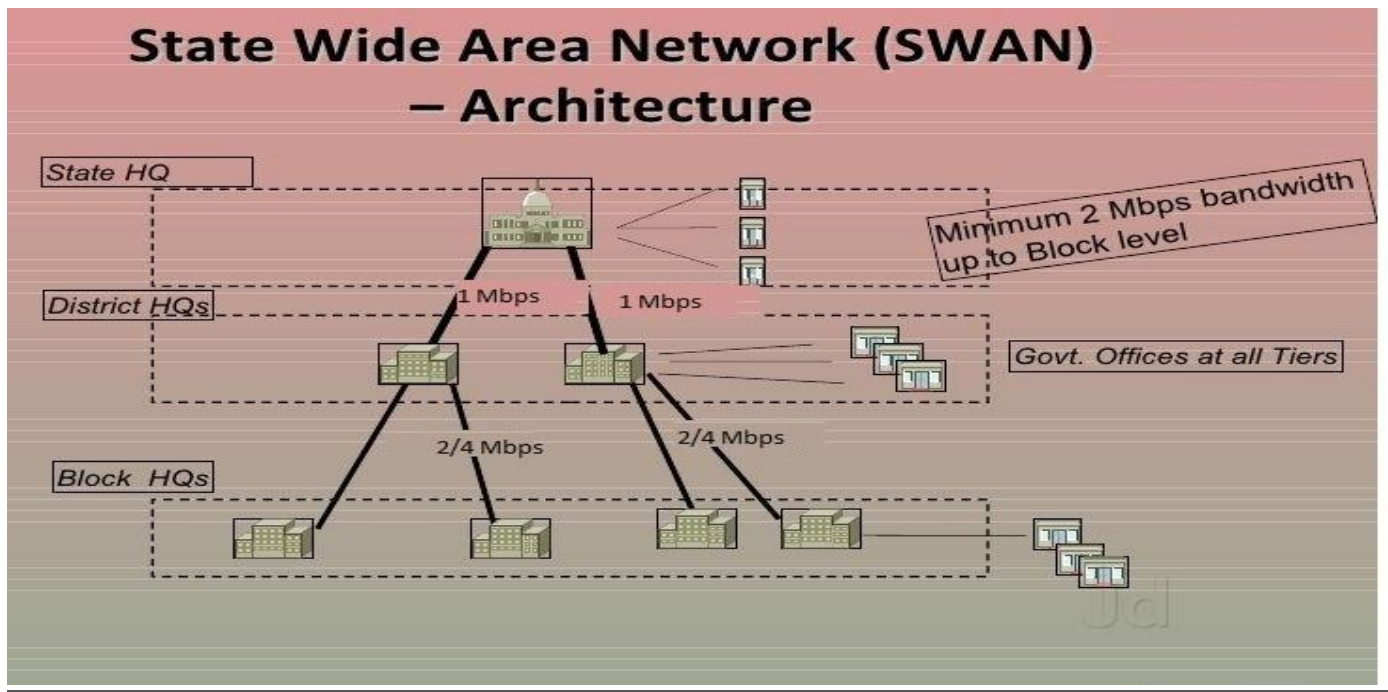 State Wide Area Network (SWAN)
– Architecture
State HQ
Minimum 2 Mbps bandwidth
up to Block level
District HQs
1 Mbps
1 Mbps
Govt. Offices at all Tiers
2/4 Mbps
2/4 Mbps
Block HQs
Jd